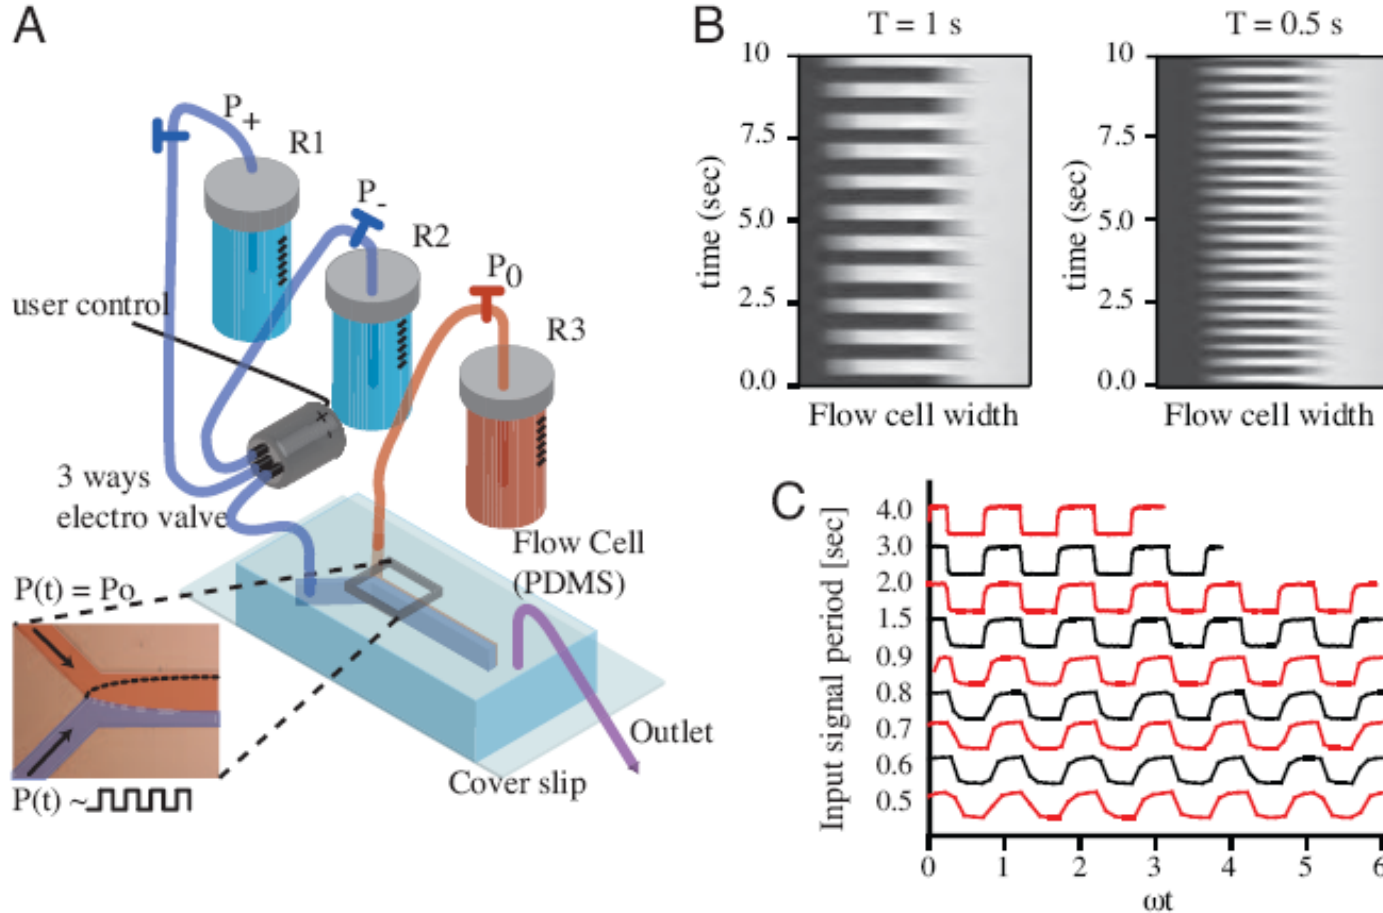 A
P+
R1
P-
R2
P0
R3
user control
3 ways
electro valve
Flow Cell
(PDMS)
P(t) = Po
P(t) ~
Outlet
Cover slip
B
T = 1 s
T = 0.5 s
10
7.5
5.0
2.5
0.0
time (sec)
Flow cell width
10
7.5
5.0
2.5
0.0
time (sec)
Flow cell width
C
Input signal period [sec]
4.0
3.0
2.0
1.5
0.9
0.8
0.7
0.6
0.5
0 1 2 3 4 5 6
ωt